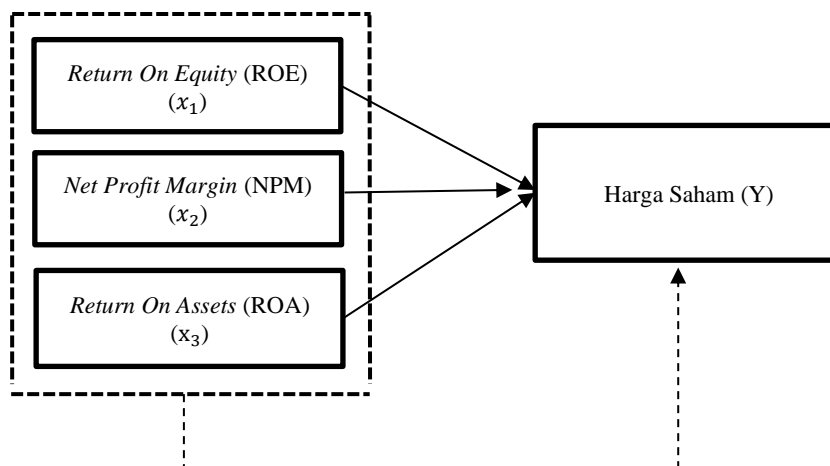 Return On Equity (ROE)
(𝑥₁)
Net Profit Margin (NPM)
(𝑥₂)
Return On Assets (ROA)
(x₃)
Harga Saham (Y)